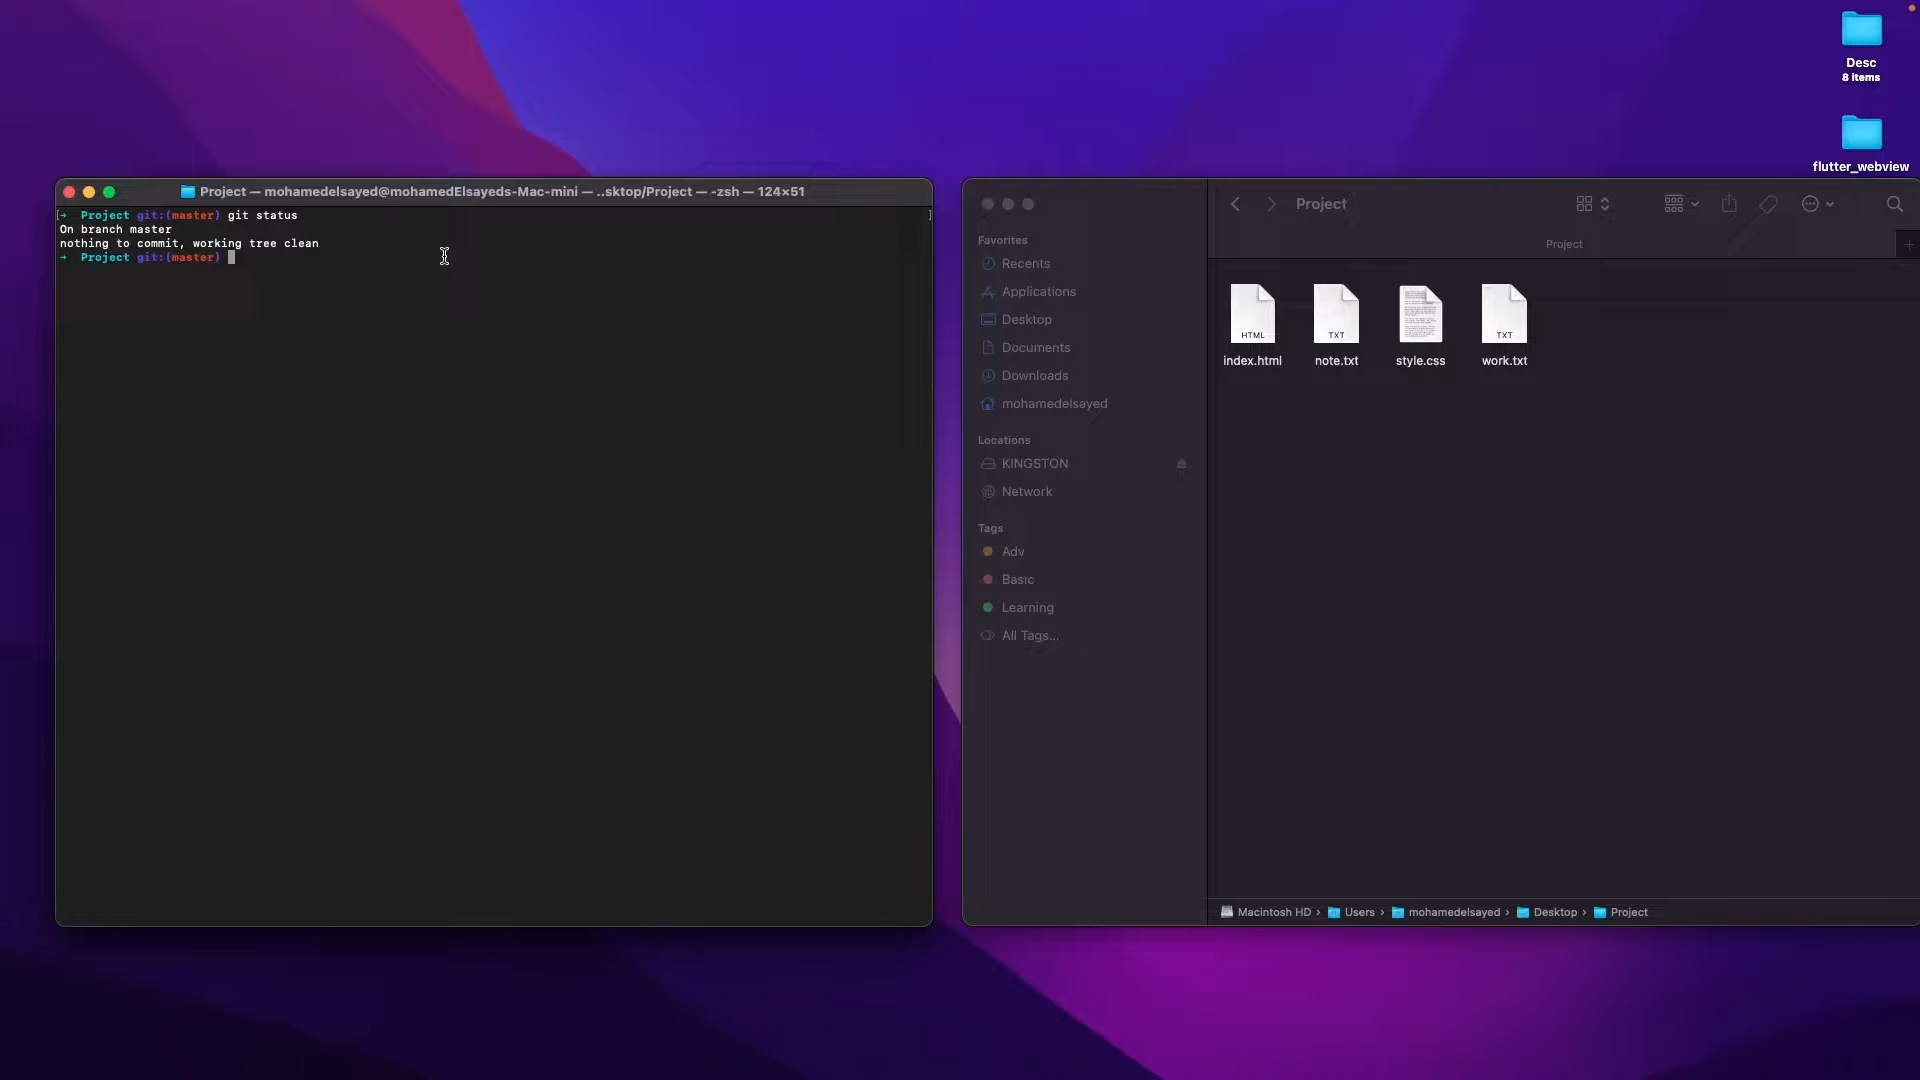 Desc
8 items
flutter_webview
Project — mohamedelsayed@mohamedElsayeds-Mac-mini — ..sktop/Project — -zsh — 124×51
[→ Project git:(master) git status ]
On branch master
nothing to commit, working tree clean
→ Project git:(master)
Project
Project
Favorites
Recents
Applications
Desktop
Documents
Downloads
mohamedelsayed
Locations
KINGSTON
Network
Tags
Adv
Basic
Learning
All Tags...
HTML
TXT
TXT
index.html
note.txt
style.css
work.txt
Macintosh HD › Users › mohamedelsayed › Desktop › Project